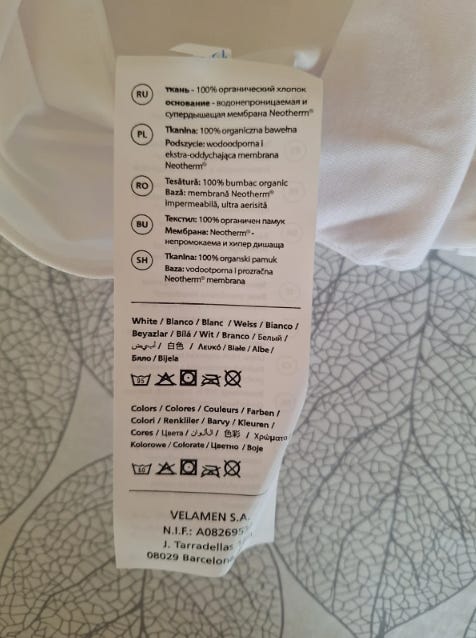 RU ткань - 100% органический хлопок
основание - водонепроницаемая и
супердышащая мембрана Neotherm®
PL Tkanina: 100% organiczna bawełna
Podszycie: wodoodporna i
ekstra-oddychająca membrana
Neotherm®
RO Tesătură: 100% bumbac organic
Bază: membrană Neotherm®
impermeabilă, ultra aerisită
BU Текстил: 100% органичен памук
Мембрана: Neotherm® -
непромокаема и хипер дишаща
SH Tkanina: 100% organski pamuk
Baza: vodootporna i prozračna
Neotherm® membrana
White / Blanco / Blanc / Weiss / Bianco /
Beyazlar / Bílá / Wit / Branco / Белый /
أبيض / 白色 / Λευκό / Białe / Albe /
Бяло / Bijela
Colors / Colores / Couleurs / Farben /
Colori / Renkliler / Barvy / Kleuren /
Cores / Цвета / الألوان / 色彩 / Χρώματα
Kolorowe / Colorate / Цветно / Boje
VELAMEN S.A.
N.I.F.: A082695
J. Tarradellas
08029 Barcelon